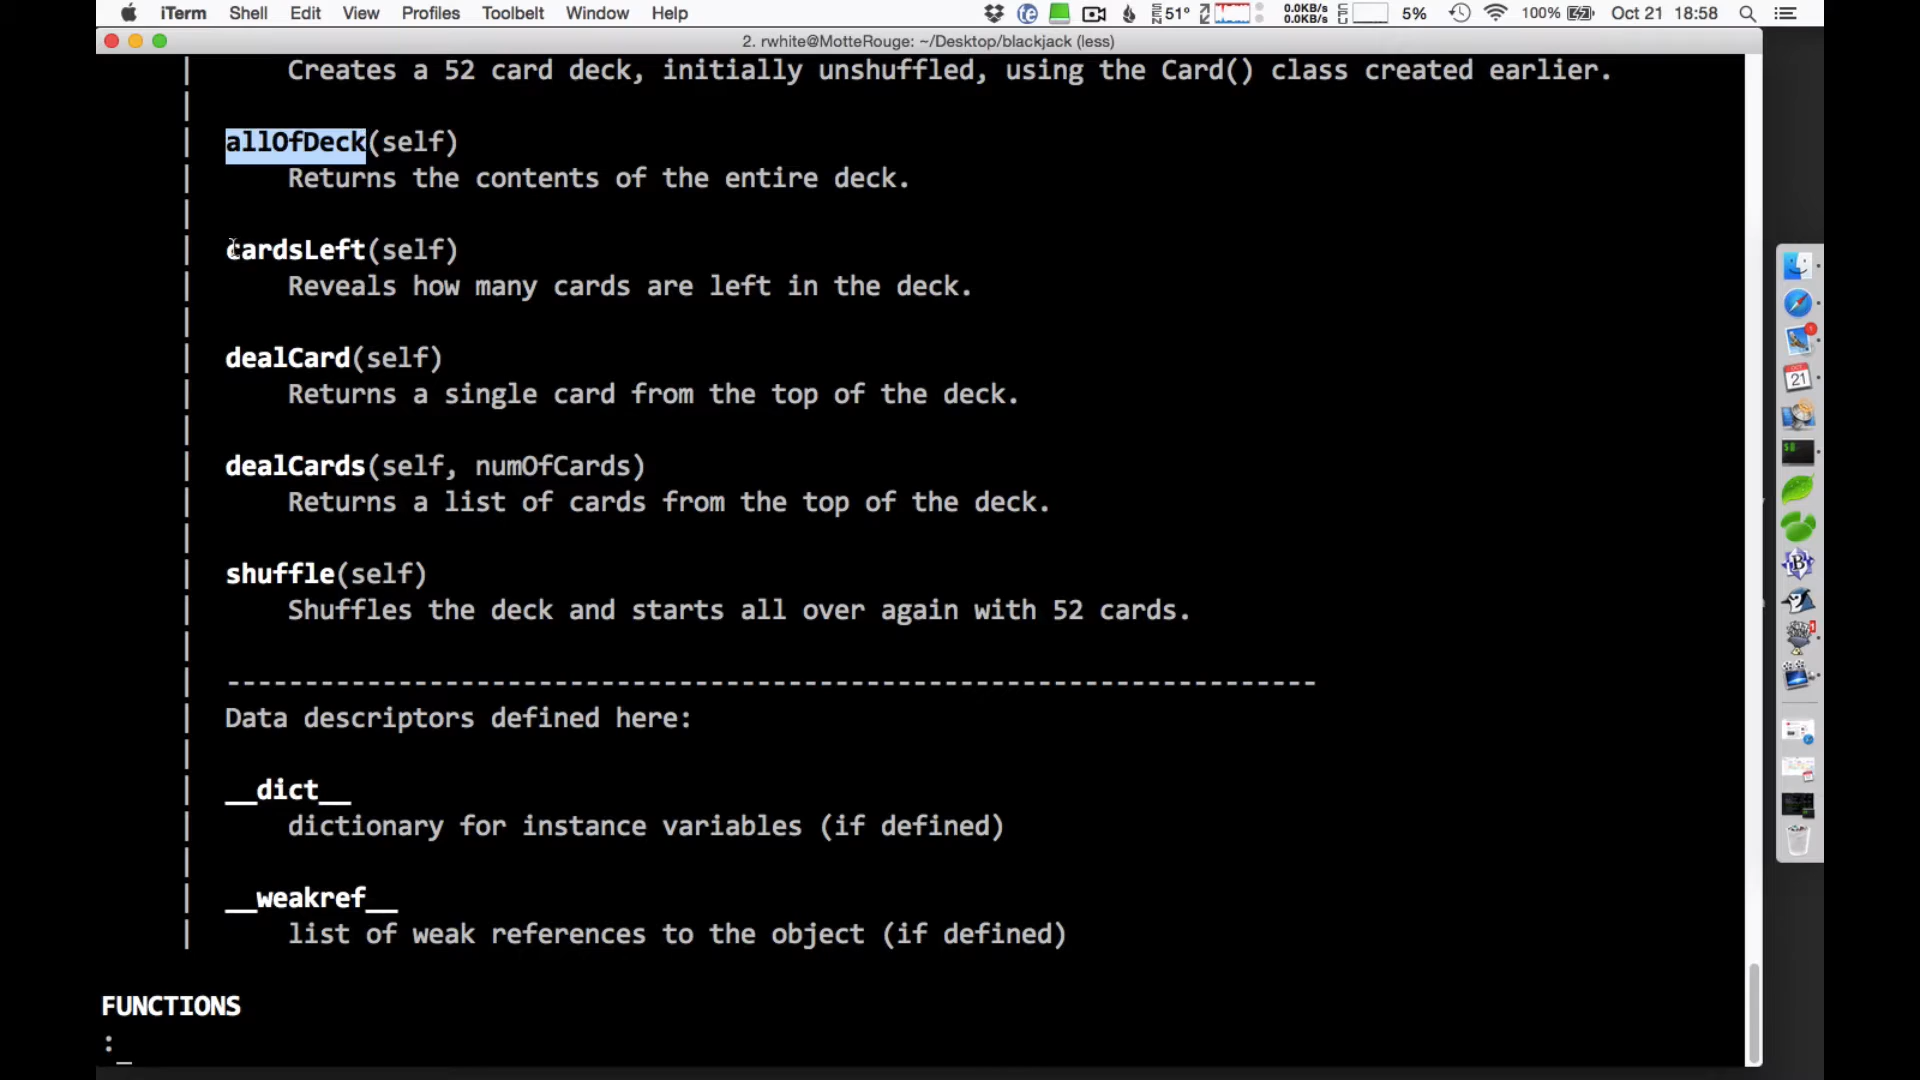 iTerm Shell Edit View Profiles Toolbelt Window Help 51° 0.0KB/s 0.0KB/s 5% 100% Oct 21 18:58
2. rwhite@MotteRouge: ~/Desktop/blackjack (less)
| Creates a 52 card deck, initially unshuffled, using the Card() class created earlier.
|
| allOfDeck(self)
| Returns the contents of the entire deck.
|
| cardsLeft(self)
| Reveals how many cards are left in the deck.
|
| dealCard(self)
| Returns a single card from the top of the deck.
|
| dealCards(self, numOfCards)
| Returns a list of cards from the top of the deck.
|
| shuffle(self)
| Shuffles the deck and starts all over again with 52 cards.
|
| ----------------------------------------------------------------------
| Data descriptors defined here:
|
| __dict__
| dictionary for instance variables (if defined)
|
| __weakref__
| list of weak references to the object (if defined)
FUNCTIONS
:_